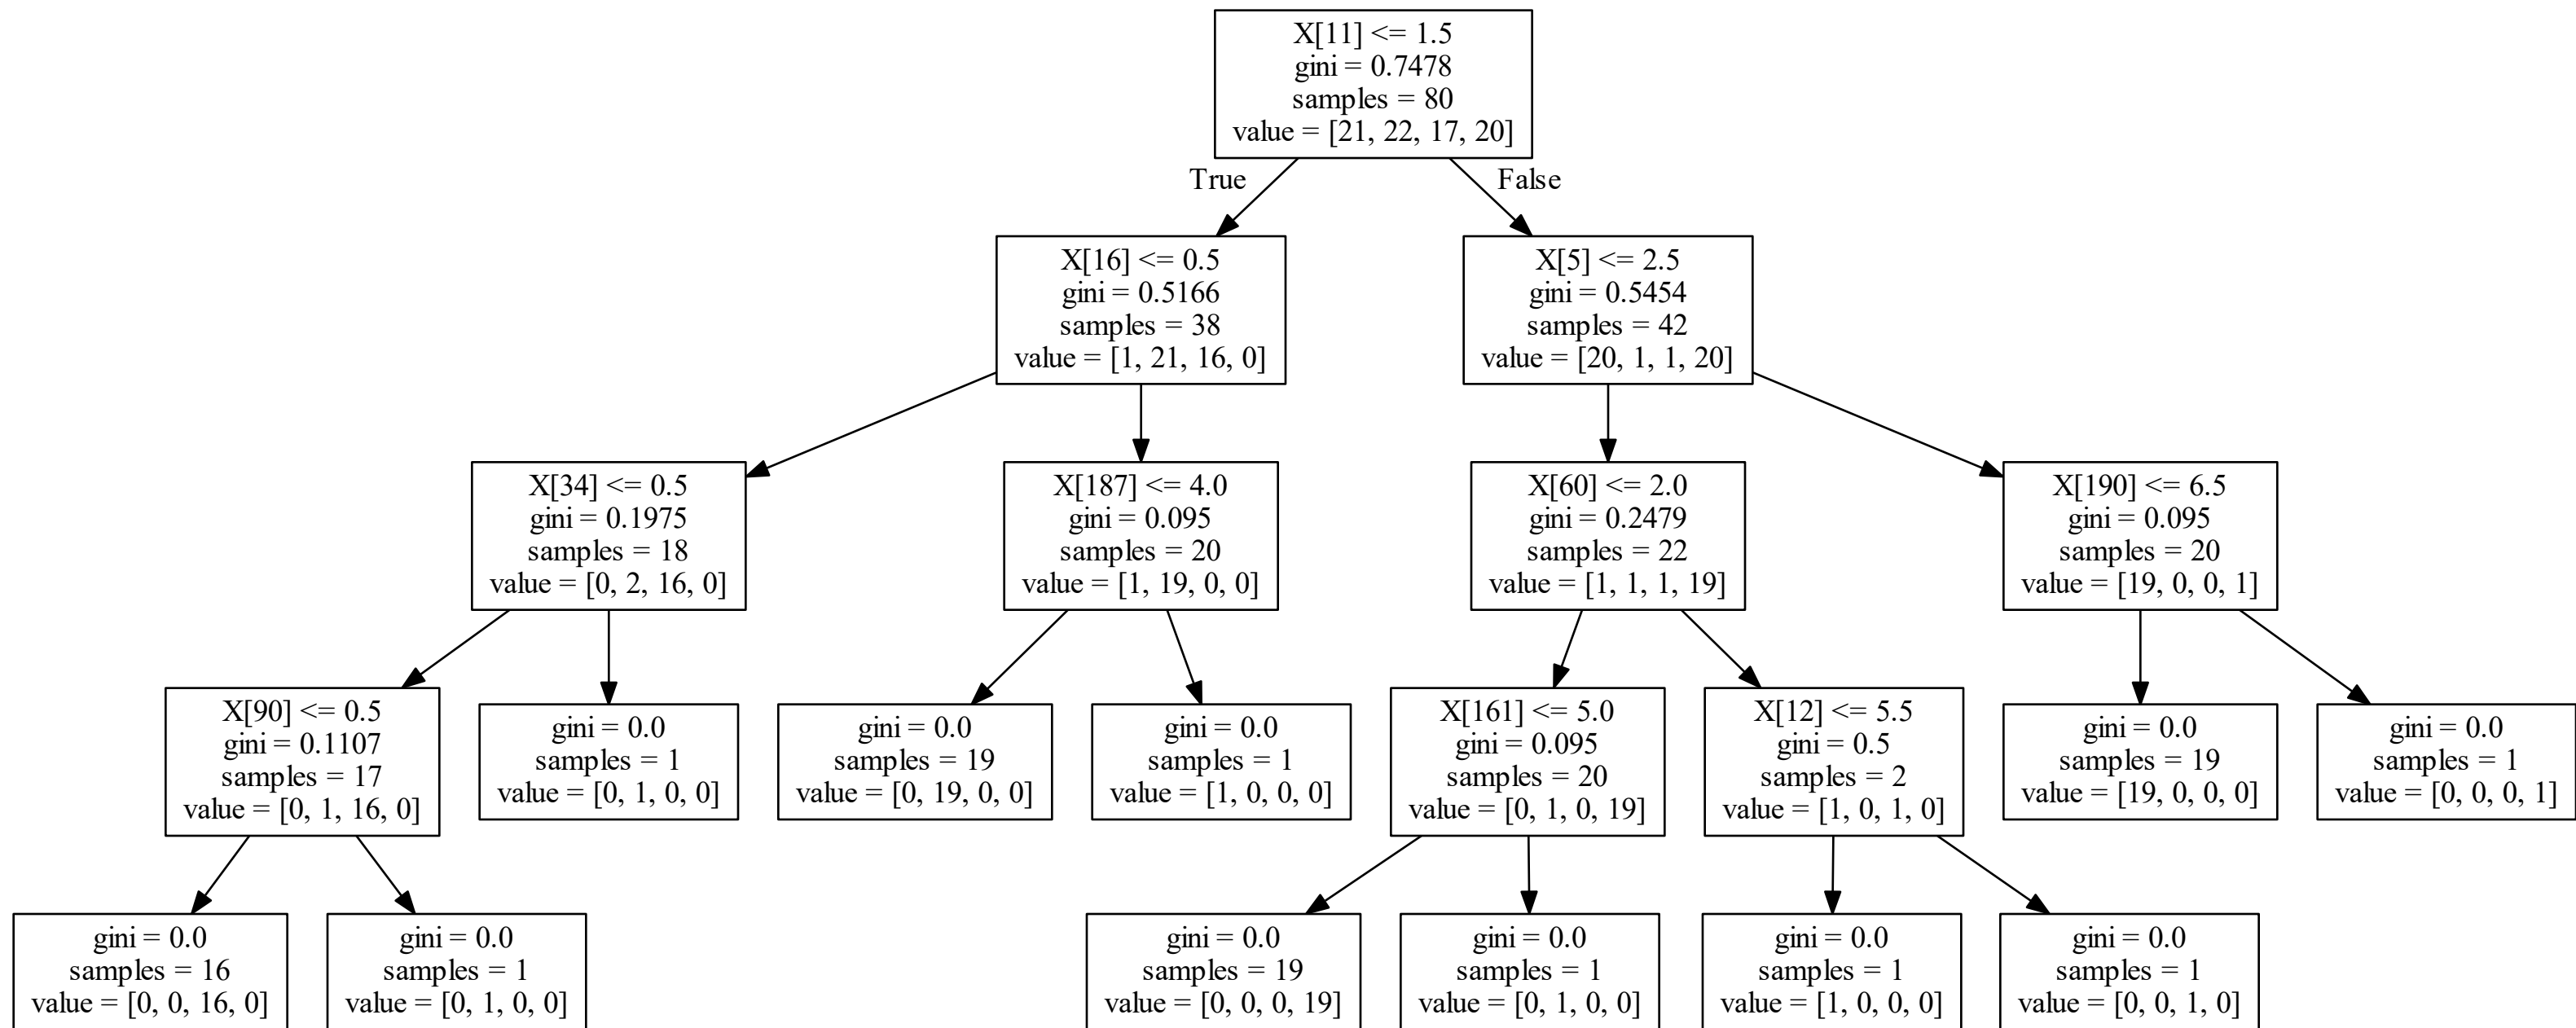 X[11] <= 1.5
gini = 0.7478
samples = 80
value = [21, 22, 17, 20]
True
False
X[16] <= 0.5
gini = 0.5166
samples = 38
value = [1, 21, 16, 0]
X[5] <= 2.5
gini = 0.5454
samples = 42
value = [20, 1, 1, 20]
X[34] <= 0.5
gini = 0.1975
samples = 18
value = [0, 2, 16, 0]
X[187] <= 4.0
gini = 0.095
samples = 20
value = [1, 19, 0, 0]
X[60] <= 2.0
gini = 0.2479
samples = 22
value = [1, 1, 1, 19]
X[190] <= 6.5
gini = 0.095
samples = 20
value = [19, 0, 0, 1]
X[90] <= 0.5
gini = 0.1107
samples = 17
value = [0, 1, 16, 0]
gini = 0.0
samples = 1
value = [0, 1, 0, 0]
gini = 0.0
samples = 19
value = [0, 19, 0, 0]
gini = 0.0
samples = 1
value = [1, 0, 0, 0]
X[161] <= 5.0
gini = 0.095
samples = 20
value = [0, 1, 0, 19]
X[12] <= 5.5
gini = 0.5
samples = 2
value = [1, 0, 1, 0]
gini = 0.0
samples = 19
value = [19, 0, 0, 0]
gini = 0.0
samples = 1
value = [0, 0, 0, 1]
gini = 0.0
samples = 16
value = [0, 0, 16, 0]
gini = 0.0
samples = 1
value = [0, 1, 0, 0]
gini = 0.0
samples = 19
value = [0, 0, 0, 19]
gini = 0.0
samples = 1
value = [0, 1, 0, 0]
gini = 0.0
samples = 1
value = [1, 0, 0, 0]
gini = 0.0
samples = 1
value = [0, 0, 1, 0]